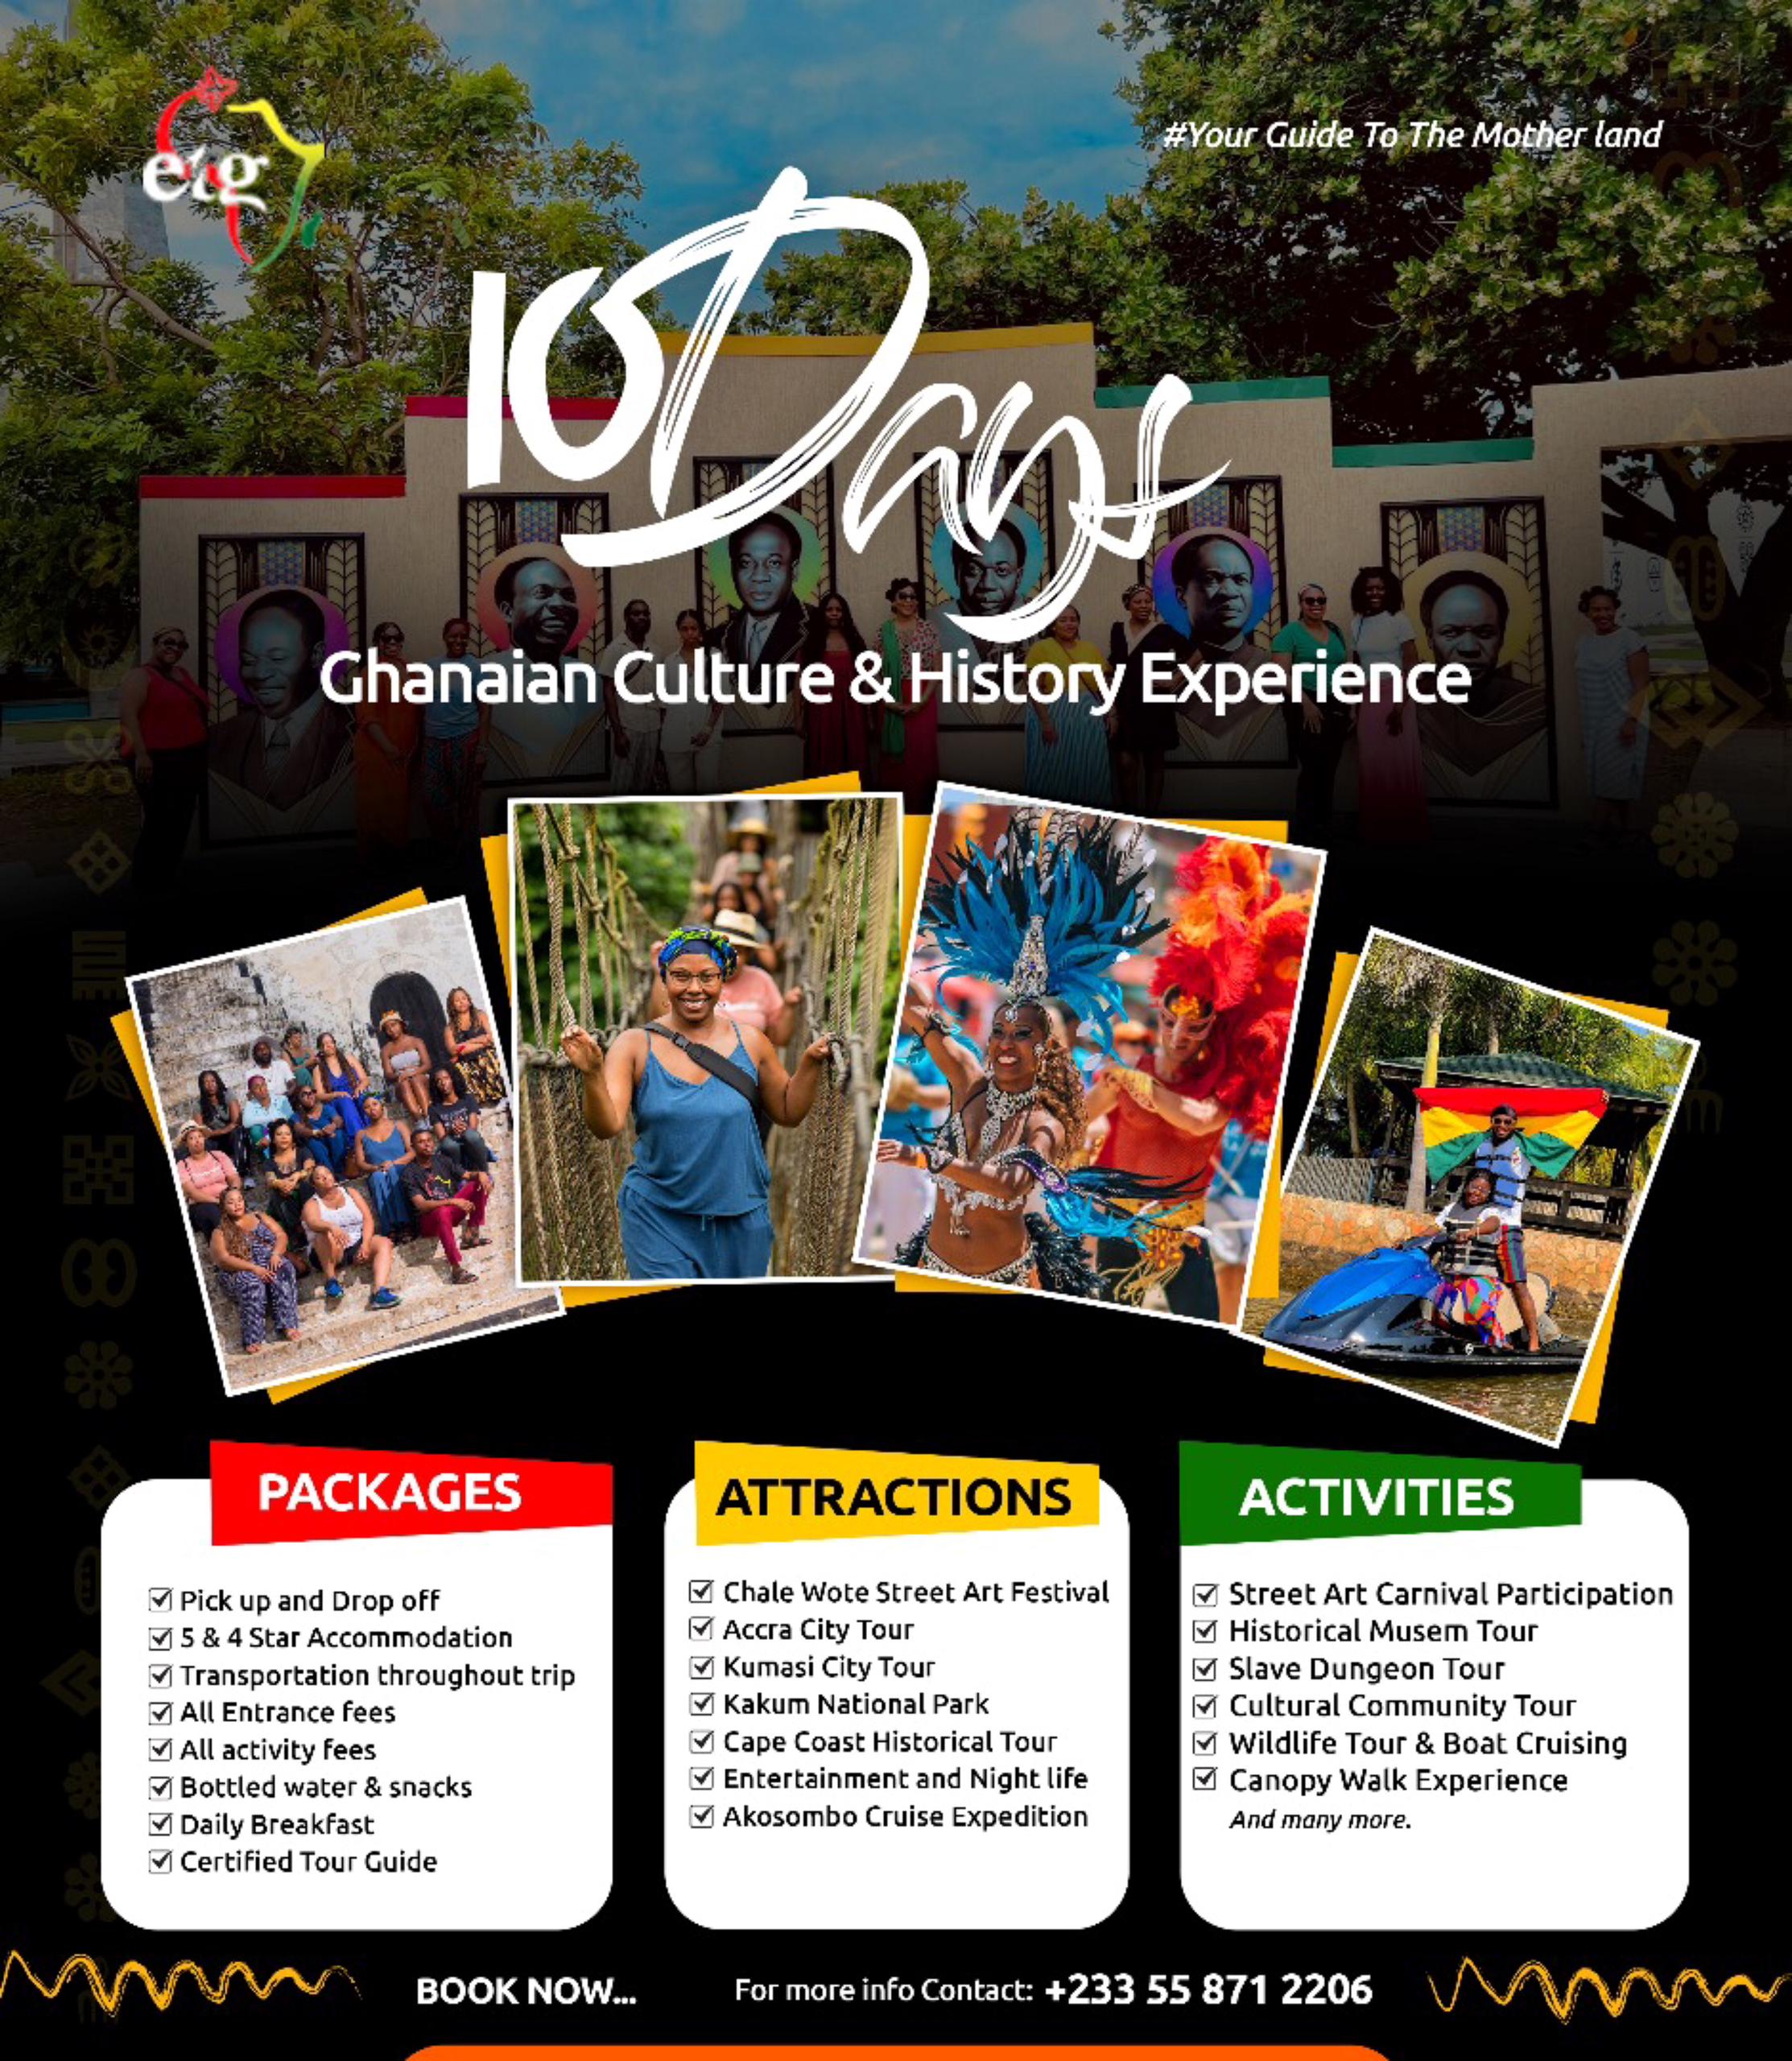 etg
#Your Guide To The Mother land
10 Days
Ghanaian Culture & History Experience
PACKAGES
Pick up and Drop off
5 & 4 Star Accommodation
Transportation throughout trip
All Entrance fees
All activity fees
Bottled water & snacks
Daily Breakfast
Certified Tour Guide
ATTRACTIONS
Chale Wote Street Art Festival
Accra City Tour
Kumasi City Tour
Kakum National Park
Cape Coast Historical Tour
Entertainment and Night life
Akosombo Cruise Expedition
ACTIVITIES
Street Art Carnival Participation
Historical Musem Tour
Slave Dungeon Tour
Cultural Community Tour
Wildlife Tour & Boat Cruising
Canopy Walk Experience
And many more.
BOOK NOW...
For more info Contact: +233 55 871 2206